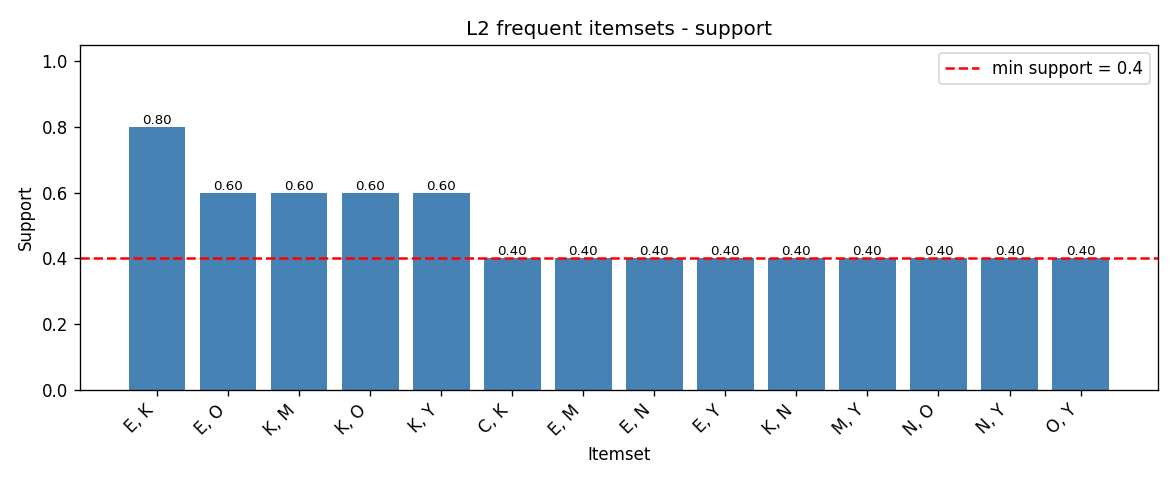 L2 frequent itemsets - support
min support = 0.4
Support
1.0
0.8
0.6
0.4
0.2
0.0
0.80
0.60
0.60
0.60
0.60
0.40
0.40
0.40
0.40
0.40
0.40
0.40
0.40
0.40
E, K
E, O
K, M
K, O
K, Y
C, K
E, M
E, N
E, Y
K, N
M, Y
N, O
N, Y
O, Y
Itemset